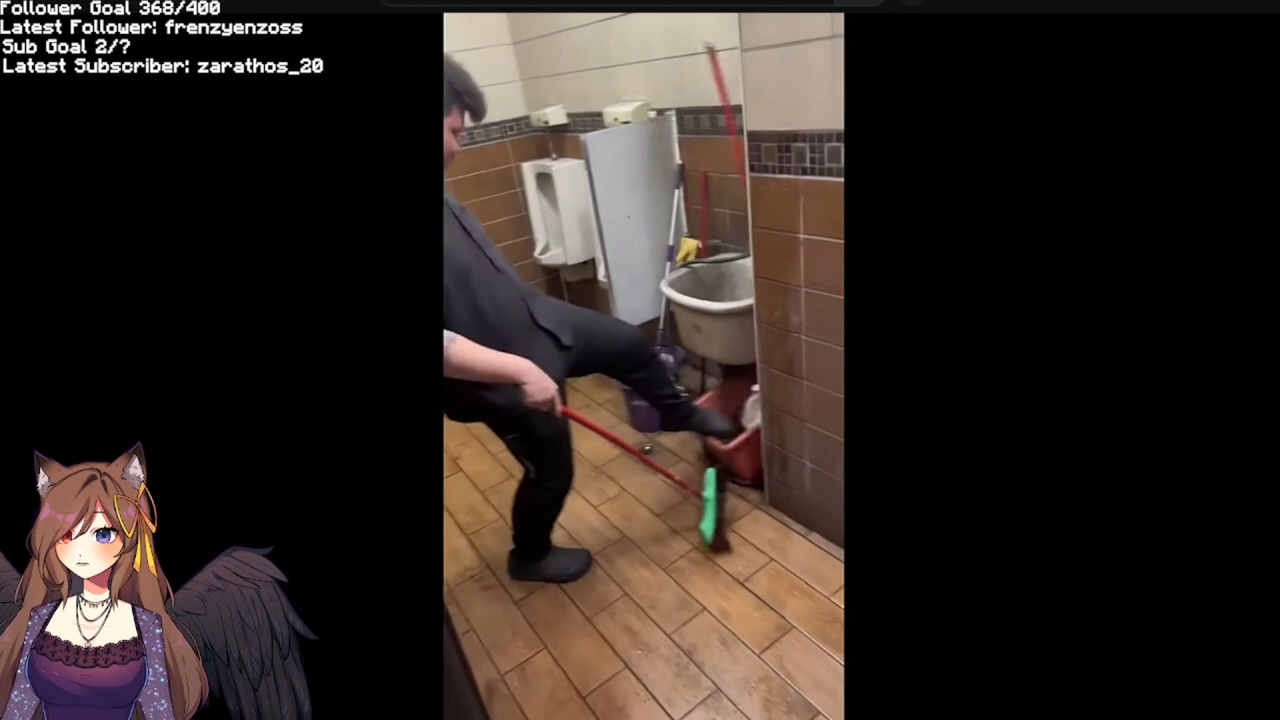 Follower Goal 368/400
Latest Follower: frenzyenzoss
Sub Goal 2/?
Latest Subscriber: zarathos_20